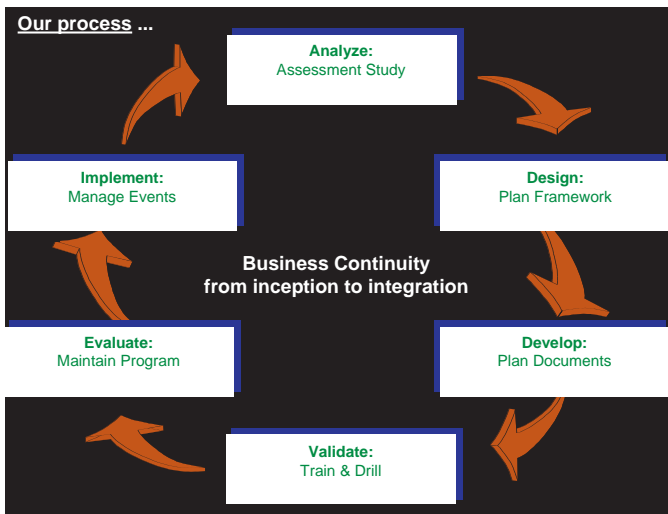 Our process ...
Analyze:
Assessment Study
Implement:
Manage Events
Design:
Plan Framework
Business Continuity
from inception to integration
Evaluate:
Maintain Program
Develop:
Plan Documents
Validate:
Train & Drill